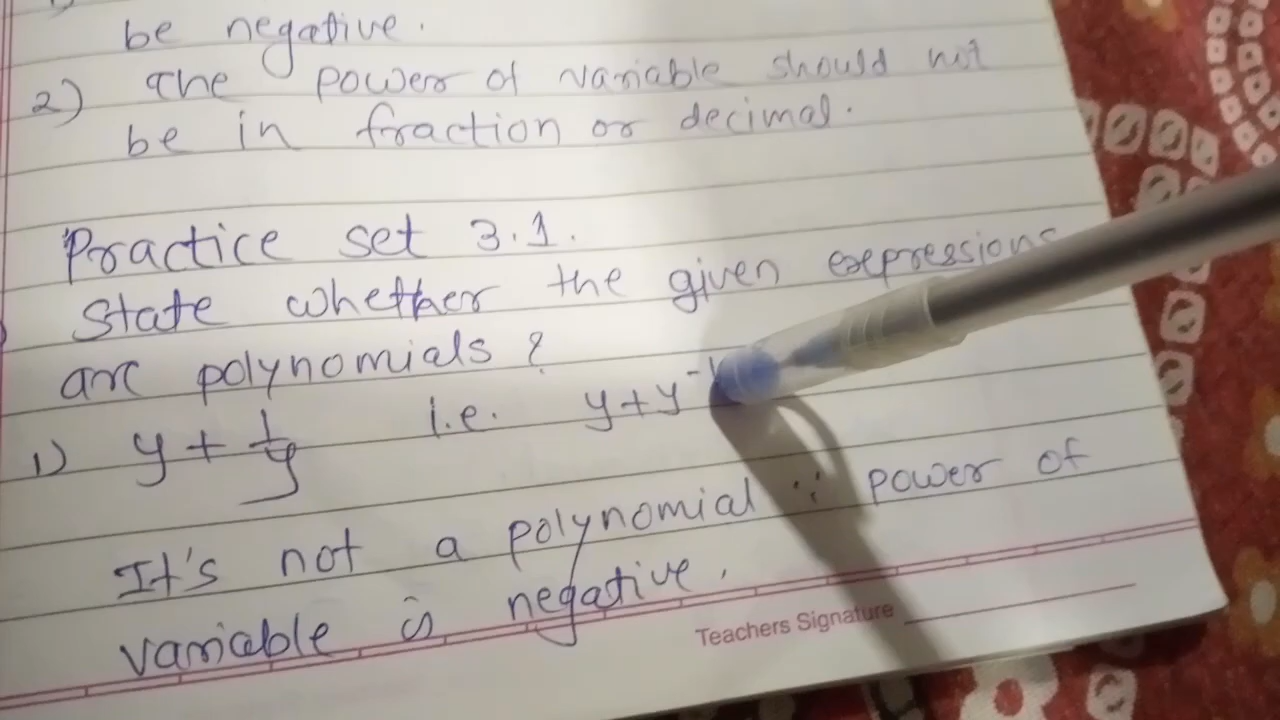 be negative.
2) The power of variable should not
be in fraction or decimal.
Practice set 3.1.
State whether the given expressions
are polynomials ?
1) y + 1/y i.e. y+y⁻¹
It's not a polynomial ∵ power of
variable is negative.
Teachers Signature